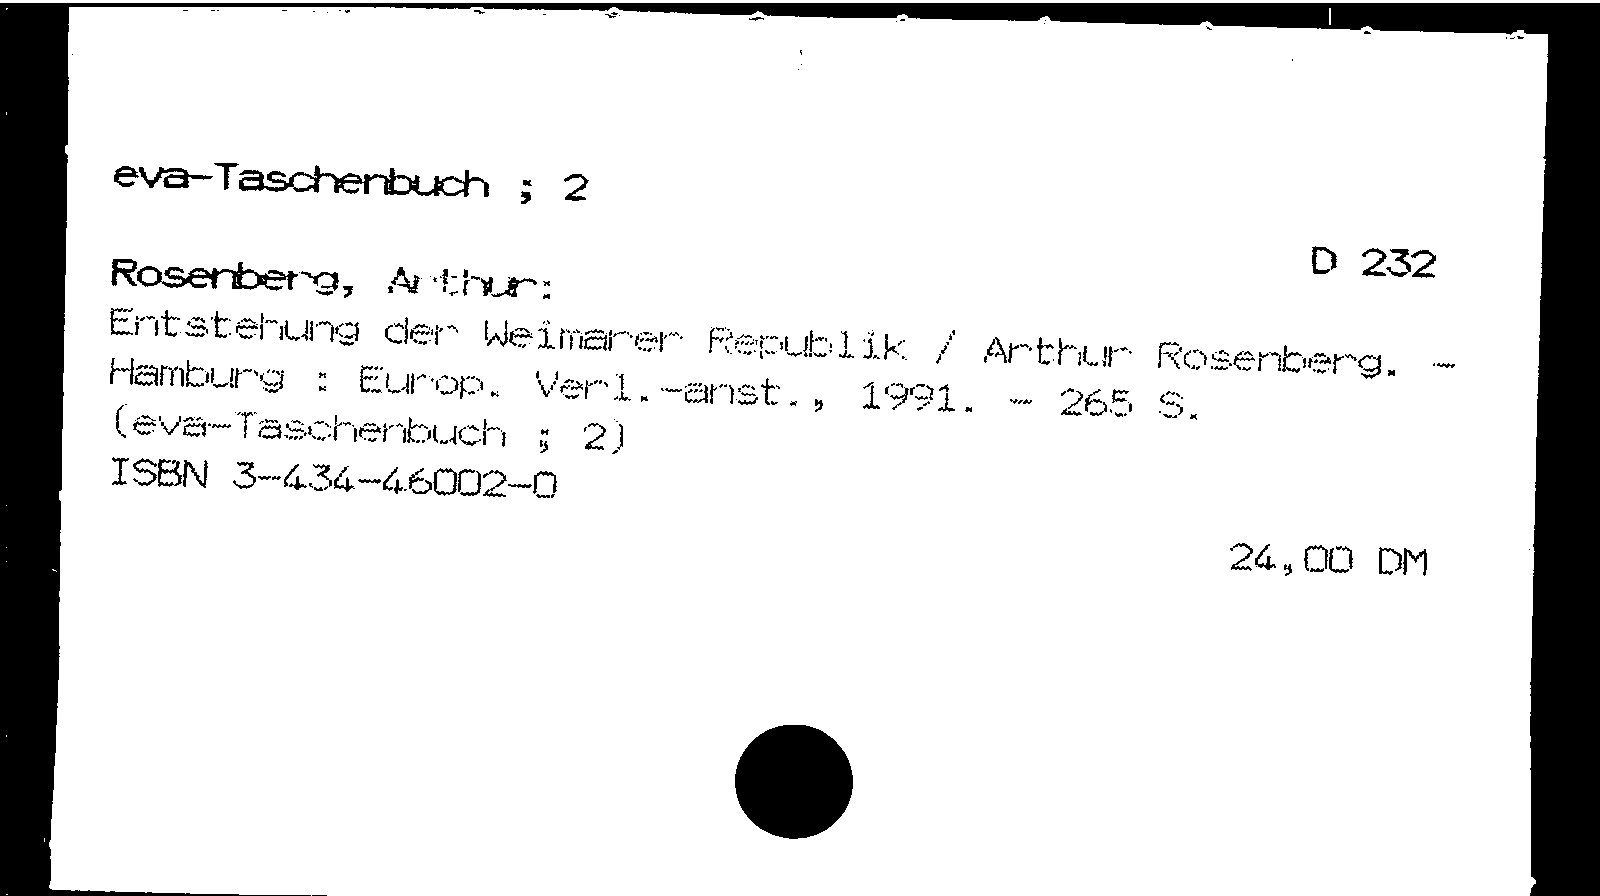 eva-Taschenbuch ; 2
D 232
Rosenberg, Arthur:
Entstehung der Weimarer Republik / Arthur Rosenberg. -
Hamburg : Europ. Verl.-anst., 1991. - 265 S.
(eva-Taschenbuch ; 2)
ISBN 3-434-46002-0
24,00 DM